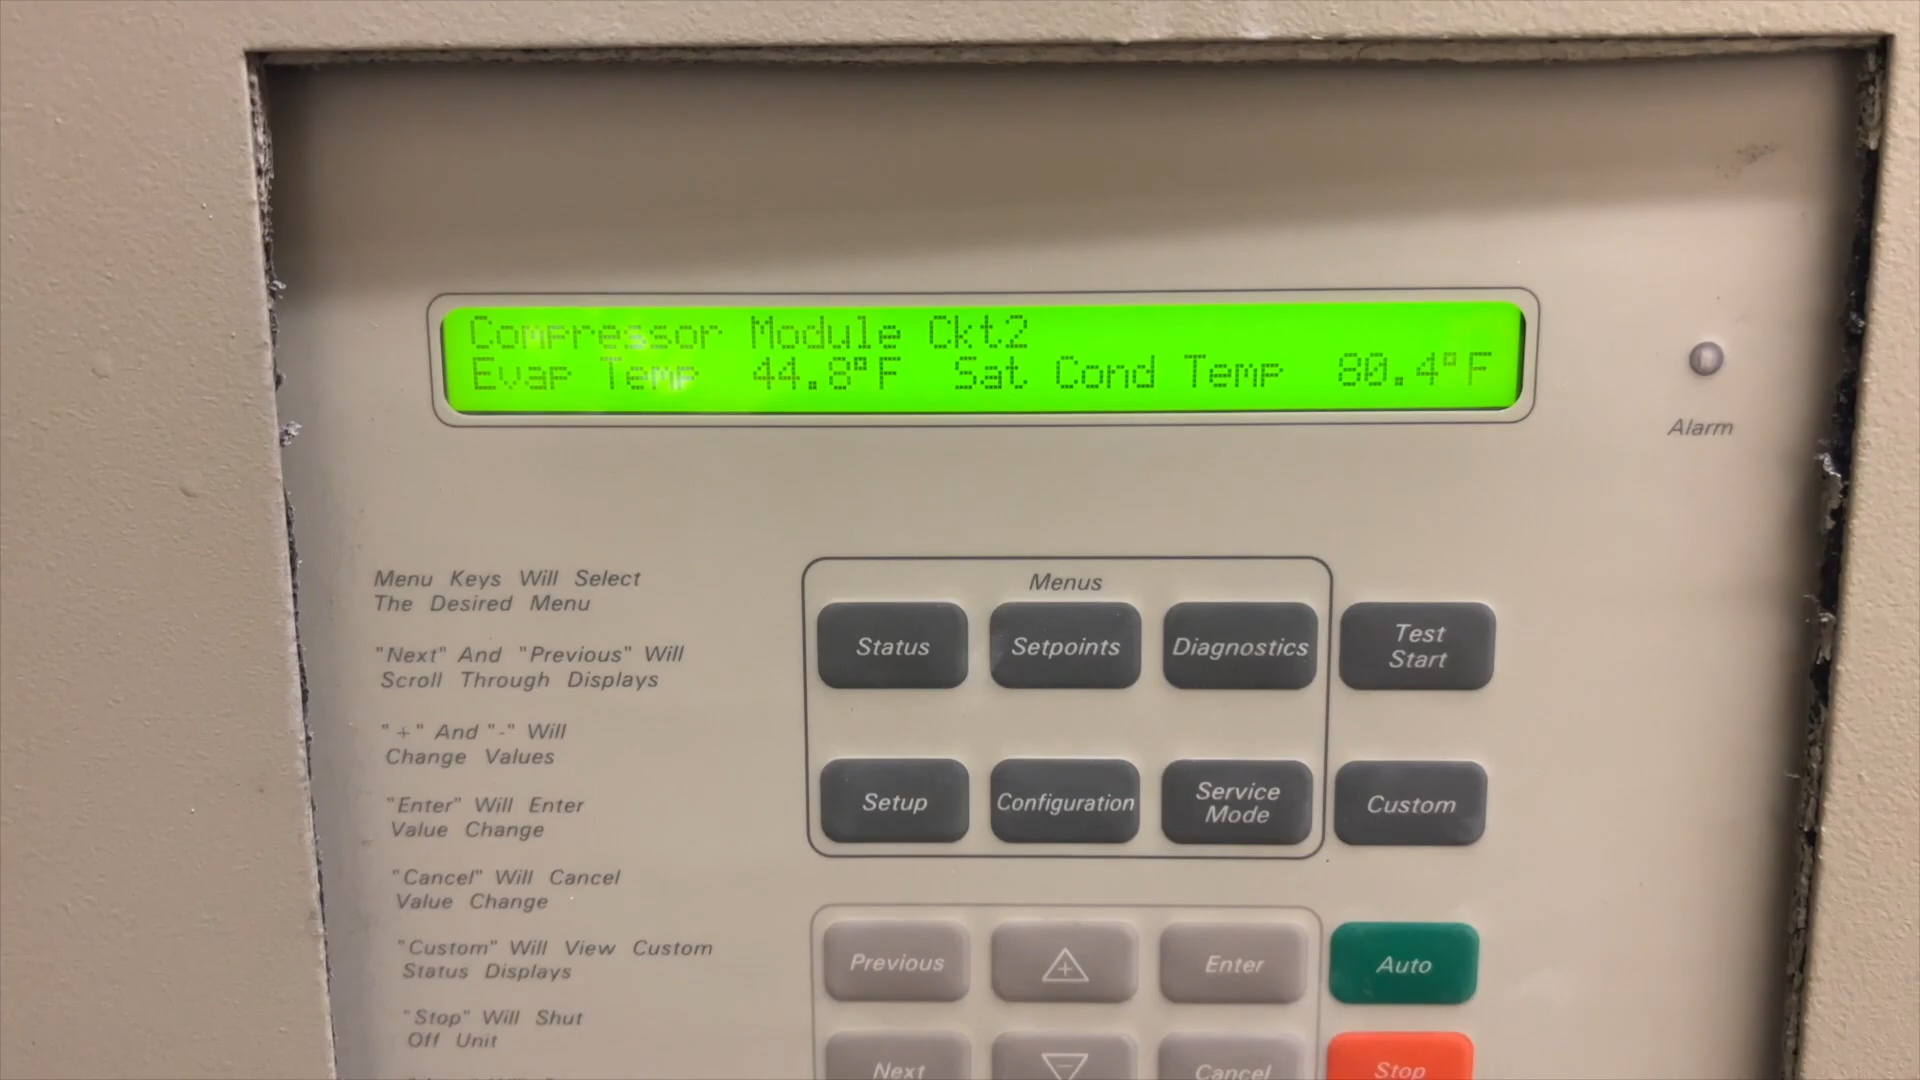 Compressor Module Ckt2
Evap Temp 44.8°F Sat Cond Temp 80.4°F
Alarm
Menu Keys Will Select
The Desired Menu
"Next" And "Previous" Will
Scroll Through Displays
"+" And "-" Will
Change Values
"Enter" Will Enter
Value Change
"Cancel" Will Cancel
Value Change
"Custom" Will View Custom
Status Displays
"Stop" Will Shut
Off Unit
Menus
Status
Setpoints
Diagnostics
Test
Start
Setup
Configuration
Service
Mode
Custom
Previous
+
Enter
Auto
Next
-
Cancel
Stop